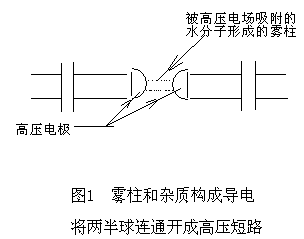 被高压电场吸附的
水分子形成的雾柱
高压电极
图1 雾柱和杂质构成导电
将两半球连通开成高压短路